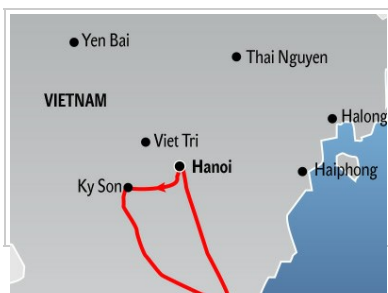 Yen Bai
Thai Nguyen
VIETNAM
Halong
Viet Tri
Hanoi
Haiphong
Ky Son